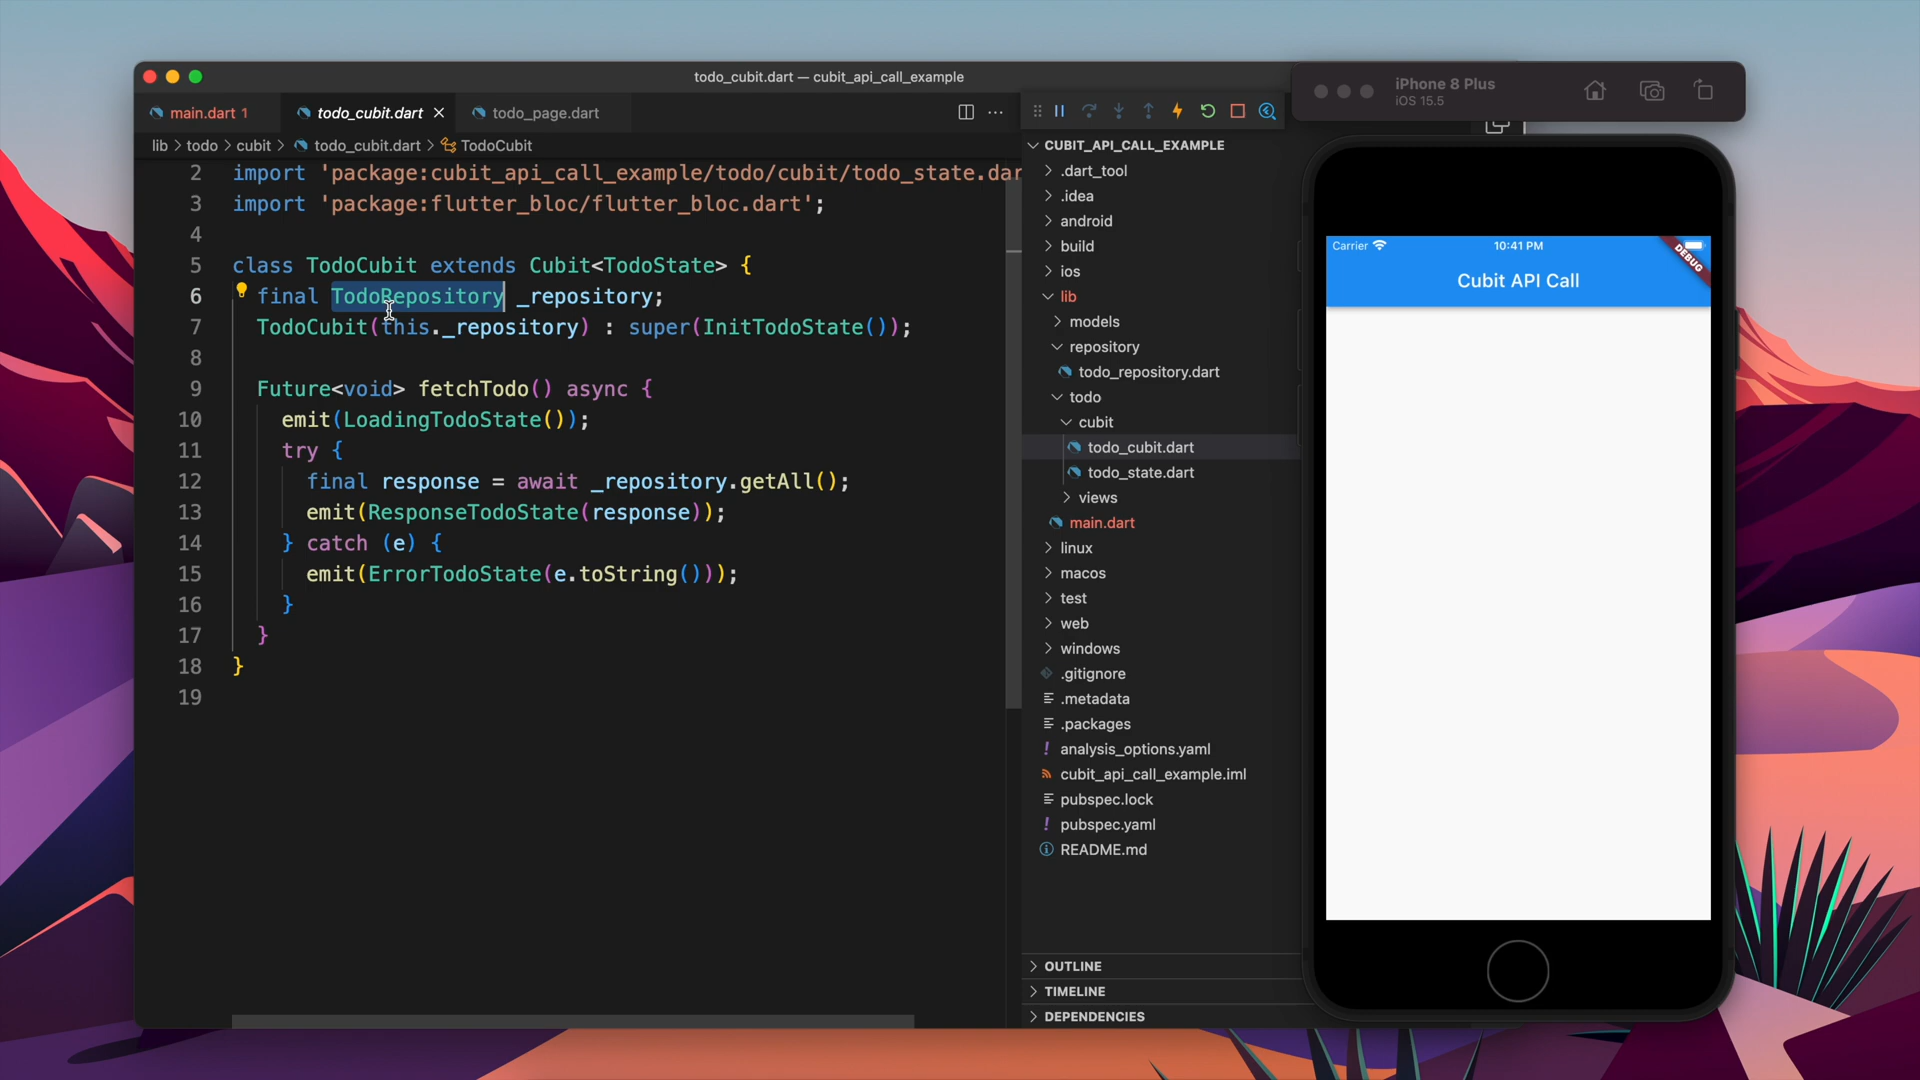 todo_cubit.dart — cubit_api_call_example
main.dart 1
todo_cubit.dart
todo_page.dart
lib > todo > cubit > todo_cubit.dart > TodoCubit
2 import 'package:cubit_api_call_example/todo/cubit/todo_state.dar
3 import 'package:flutter_bloc/flutter_bloc.dart';
4
5 class TodoCubit extends Cubit<TodoState> {
6 final TodoRepository _repository;
7 TodoCubit(this._repository) : super(InitTodoState());
8
9 Future<void> fetchTodo() async {
10 emit(LoadingTodoState());
11 try {
12 final response = await _repository.getAll();
13 emit(ResponseTodoState(response));
14 } catch (e) {
15 emit(ErrorTodoState(e.toString()));
16 }
17 }
18 }
19
CUBIT_API_CALL_EXAMPLE
.dart_tool
.idea
android
build
ios
lib
models
repository
todo_repository.dart
todo
cubit
todo_cubit.dart
todo_state.dart
views
main.dart
linux
macos
test
web
windows
.gitignore
.metadata
.packages
analysis_options.yaml
cubit_api_call_example.iml
pubspec.lock
pubspec.yaml
README.md
OUTLINE
TIMELINE
DEPENDENCIES
iPhone 8 Plus
iOS 15.5
Carrier
10:41 PM
DEBUG
Cubit API Call